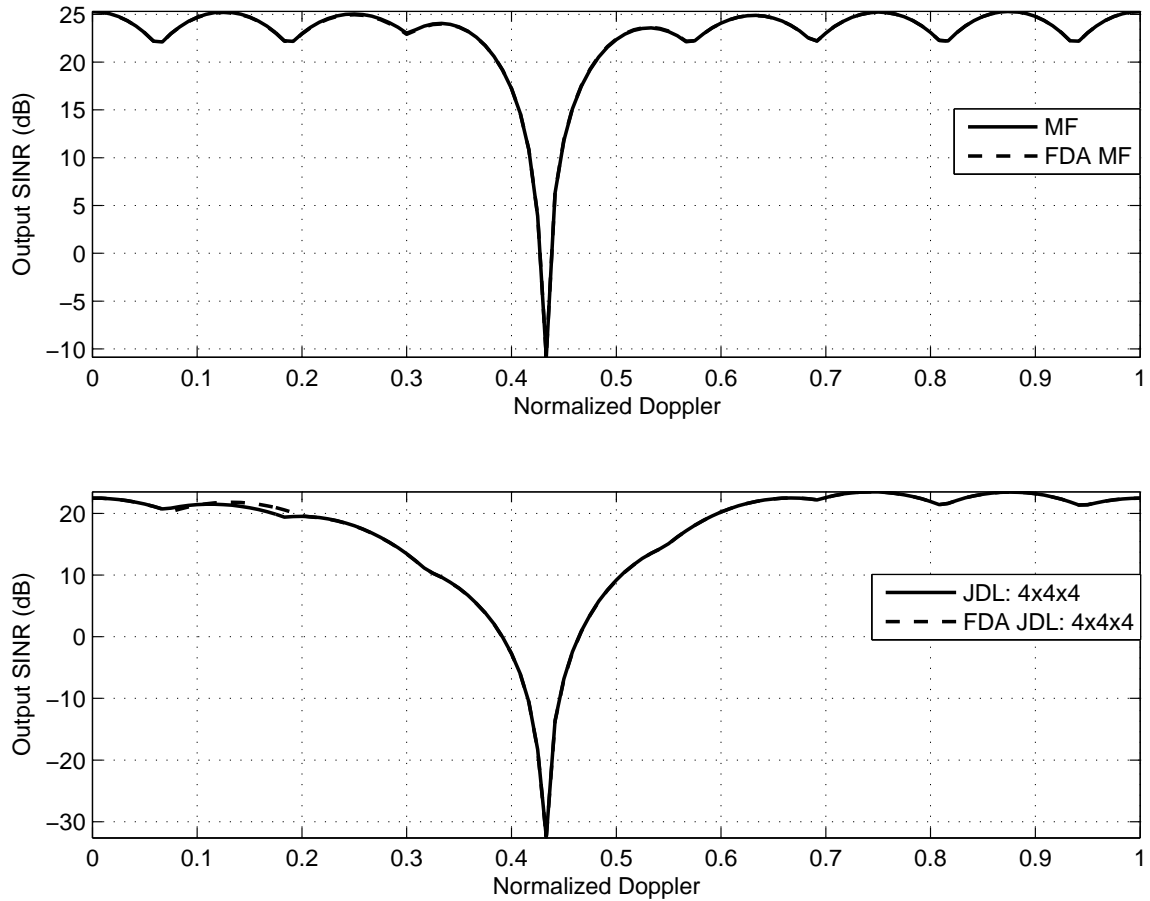 25
20
15
10
5
0
−5
−10
Output SINR (dB)
MF
FDA MF
0 0.1 0.2 0.3 0.4 0.5 0.6 0.7 0.8 0.9 1
Normalized Doppler
20
10
0
−10
−20
−30
Output SINR (dB)
JDL: 4x4x4
FDA JDL: 4x4x4
0 0.1 0.2 0.3 0.4 0.5 0.6 0.7 0.8 0.9 1
Normalized Doppler